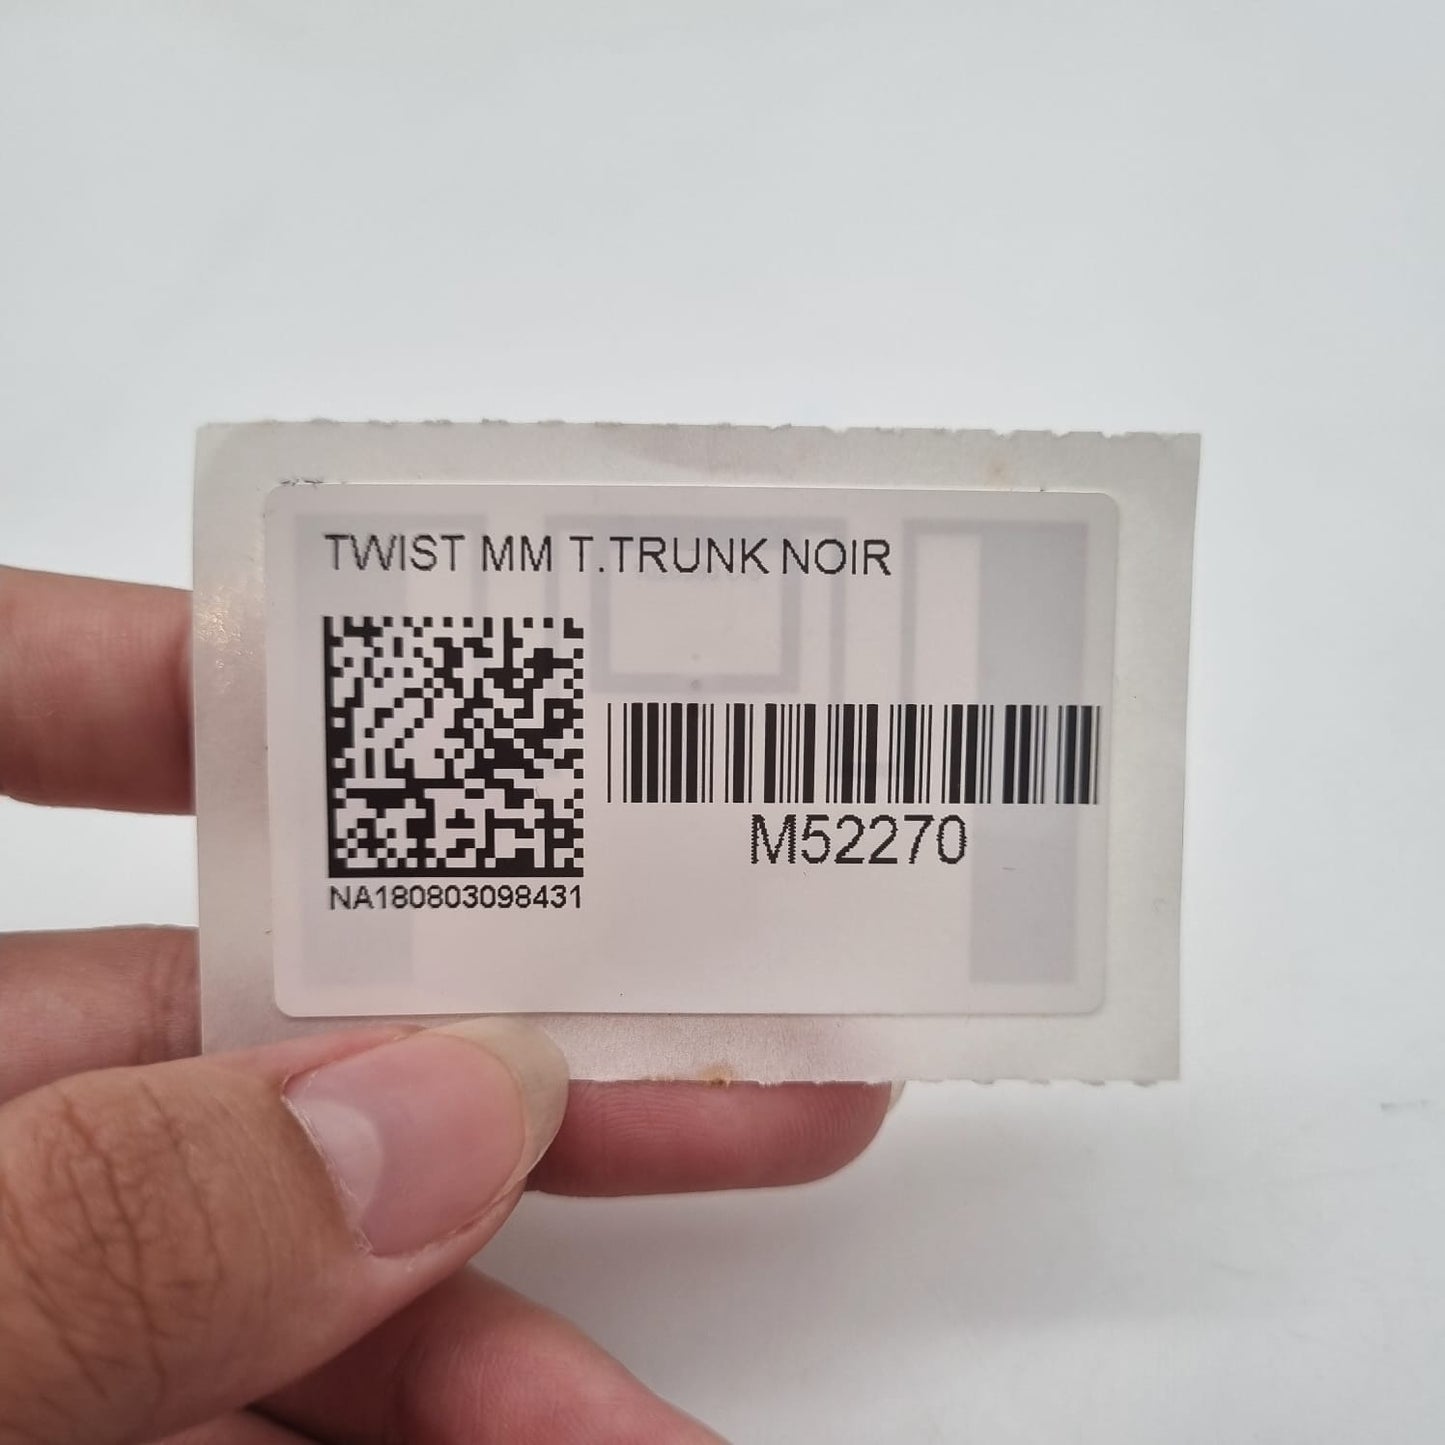 TWIST MM T.TRUNK NOIR
M52270
NA180803098431